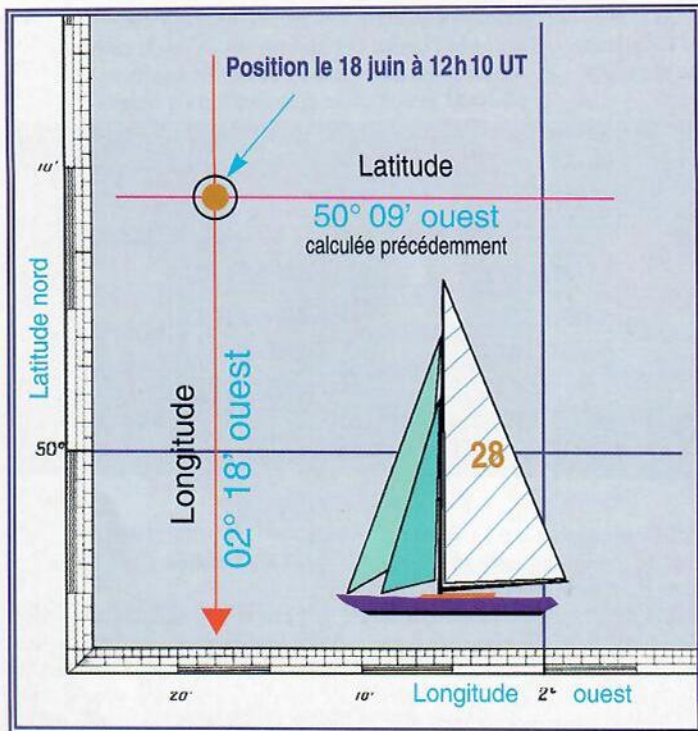 Position le 18 juin à 12h10 UT
10'
Latitude
50° 09' ouest
calculée précédemment
Latitude nord
Longitude
02° 18' ouest
28
50°
20'
10'
Longitude 2° ouest